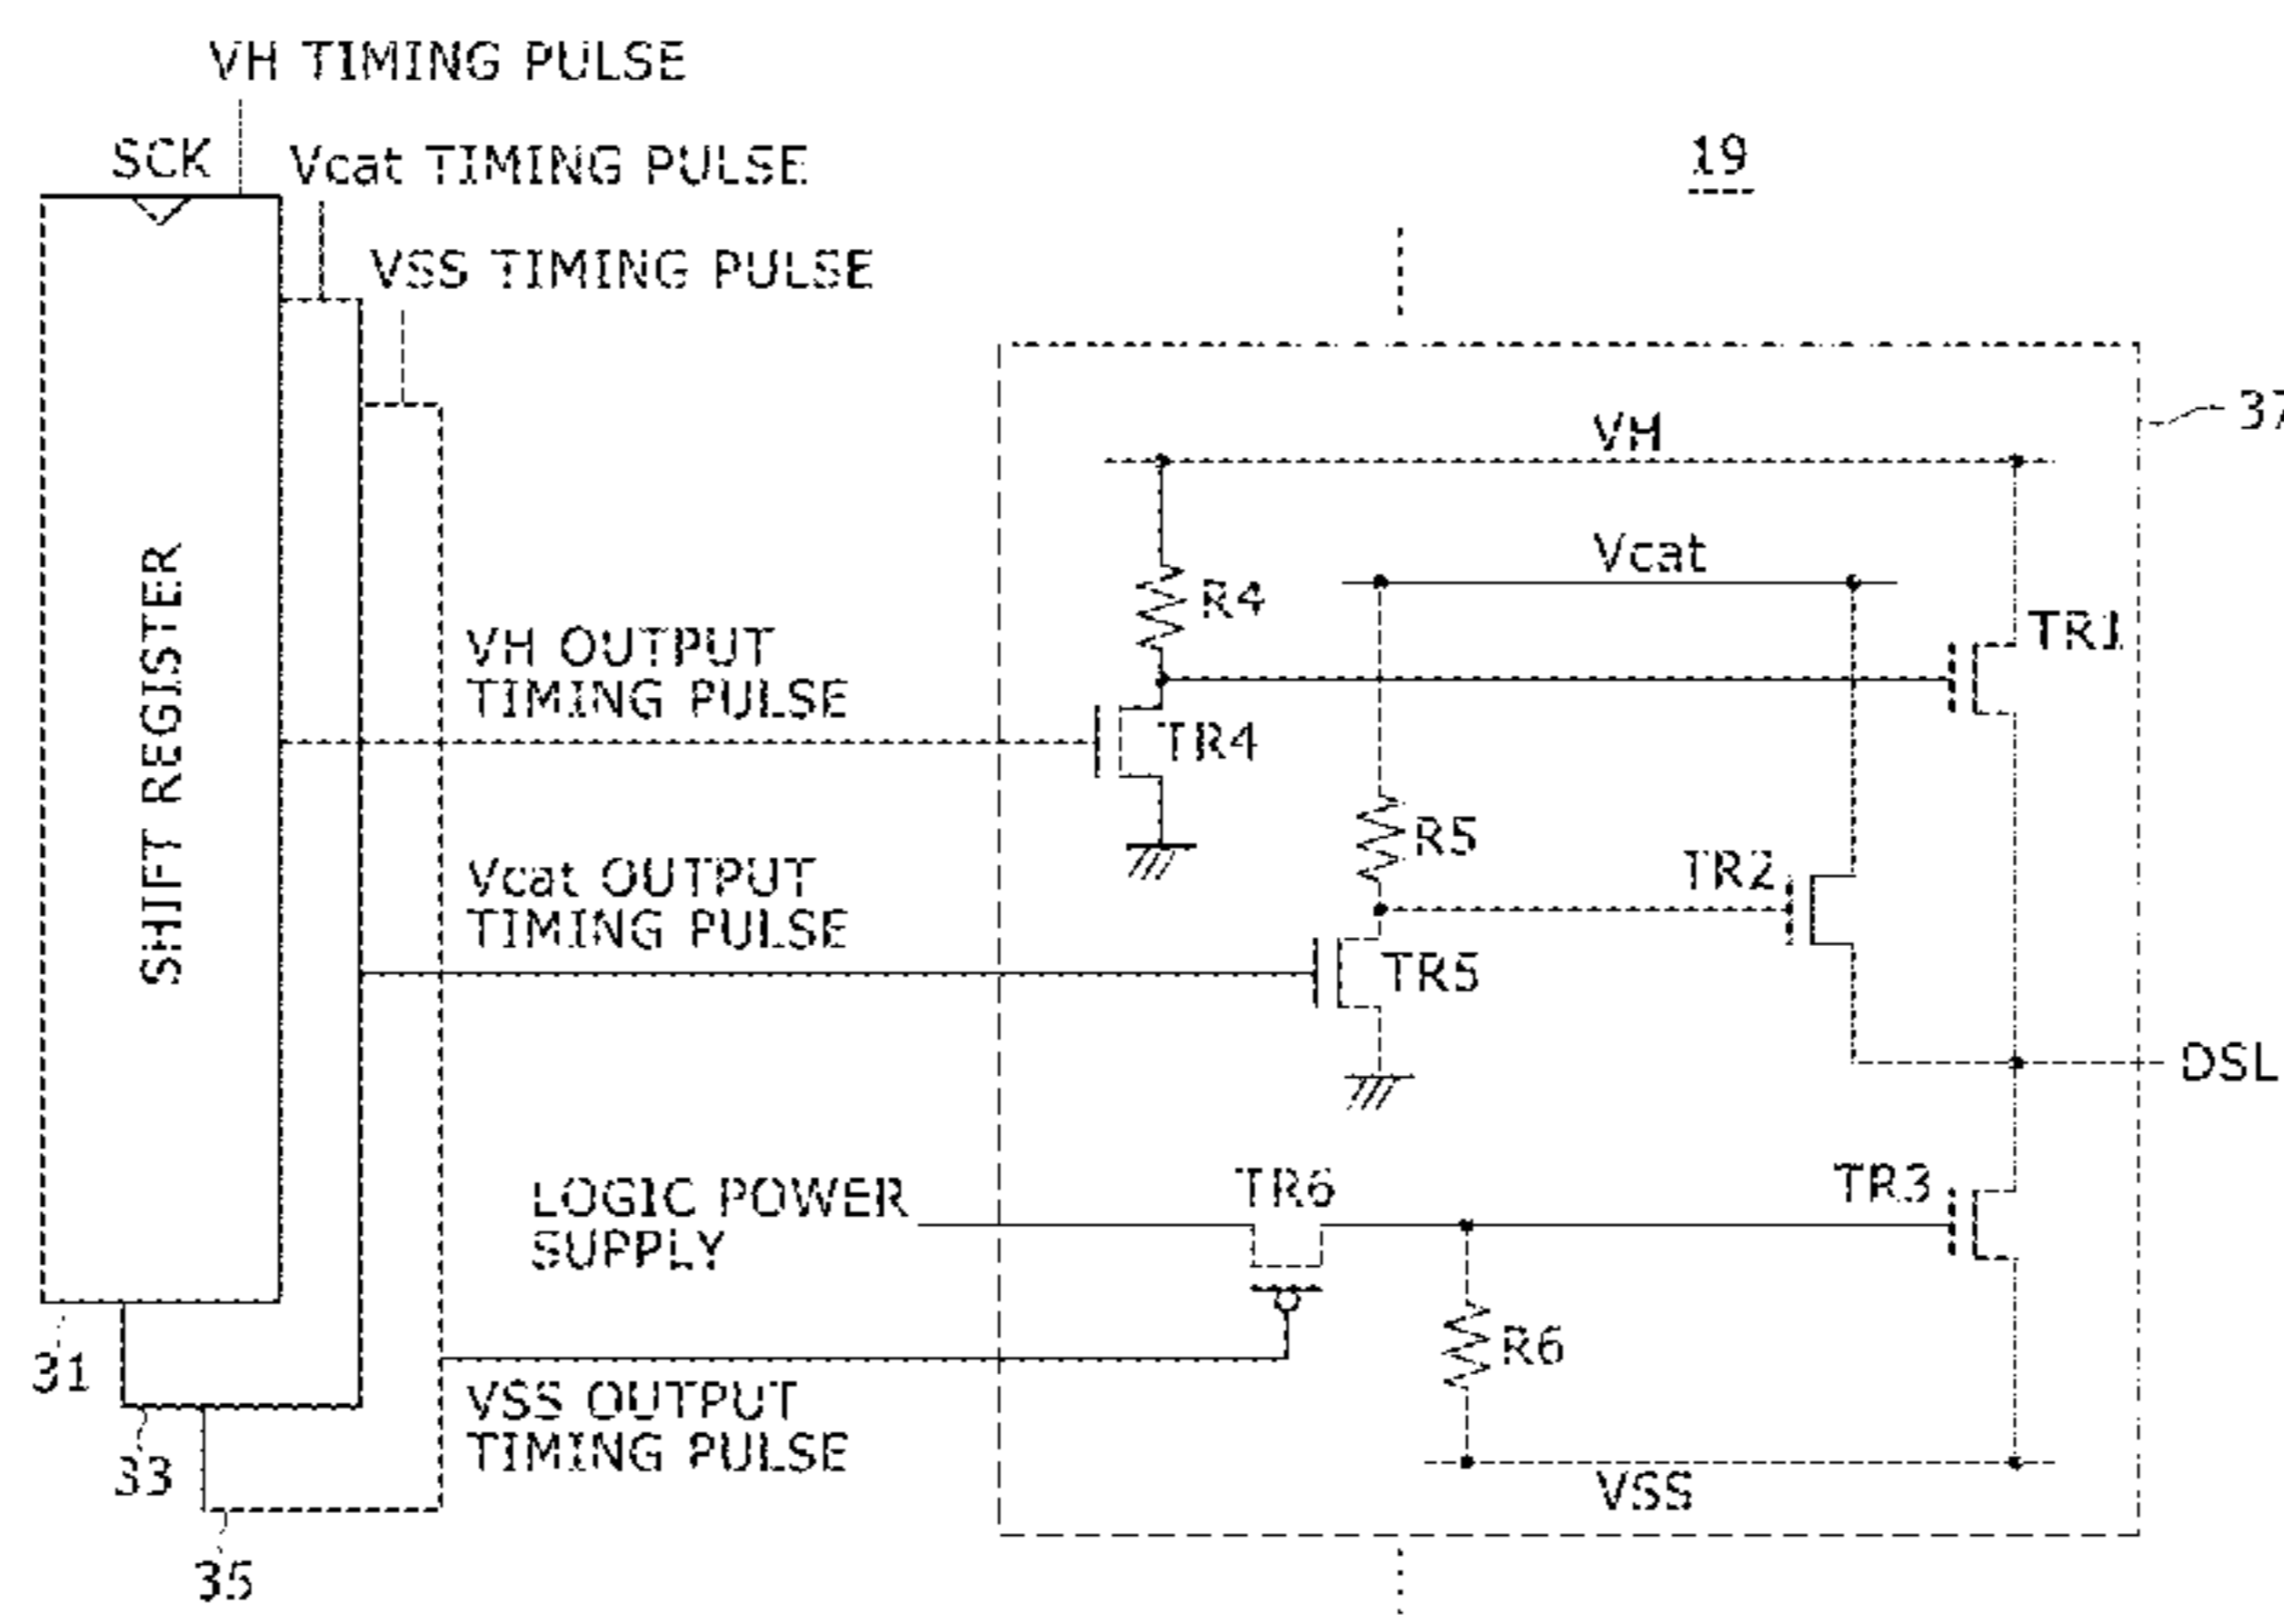 VH TIMING PULSE
SCK
Vcat TIMING PULSE
VSS TIMING PULSE
19
37
VH
Vcat
R4
TR1
VH OUTPUT
TIMING PULSE
TR4
SHIFT REGISTER
R5
TR2
Vcat OUTPUT
TIMING PULSE
TR5
DSL
LOGIC POWER
SUPPLY
TR6
TR3
R6
31
VSS OUTPUT
TIMING PULSE
33
VSS
35